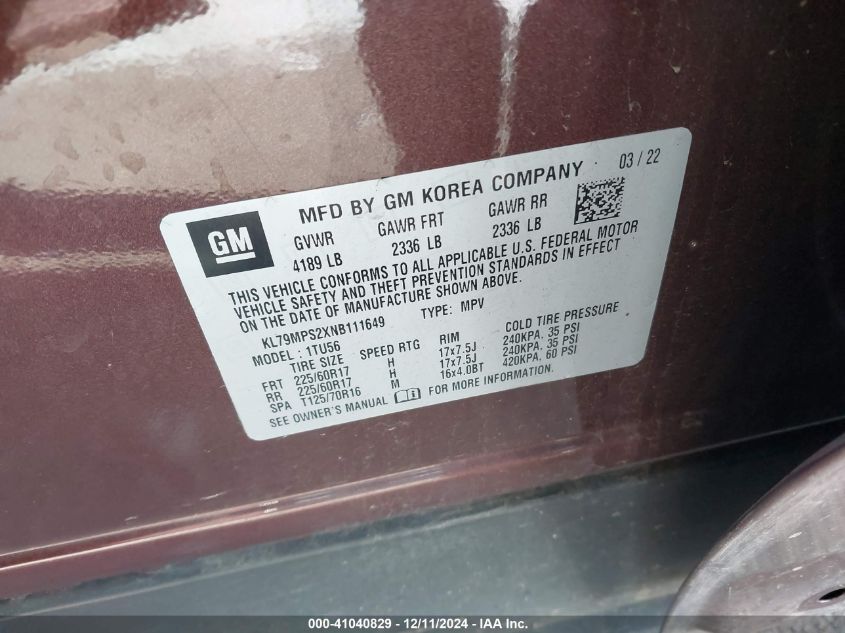 GM
MFD BY GM KOREA COMPANY 03 / 22
GVWR GAWR FRT GAWR RR
4189 LB 2336 LB 2336 LB
THIS VEHICLE CONFORMS TO ALL APPLICABLE U.S. FEDERAL MOTOR
VEHICLE SAFETY AND THEFT PREVENTION STANDARDS IN EFFECT
ON THE DATE OF MANUFACTURE SHOWN ABOVE.
KL79MPS2XNB111649 TYPE: MPV
MODEL: 1TU56
TIRE SIZE SPEED RTG RIM COLD TIRE PRESSURE
FRT 225/60R17 H 17x7.5J 240KPA, 35 PSI
RR 225/60R17 H 17x7.5J 240KPA, 35 PSI
SPA T125/70R16 M 16x4.0BT 420KPA, 60 PSI
SEE OWNER'S MANUAL FOR MORE INFORMATION.
000-41040829 - 12/11/2024 - IAA Inc.